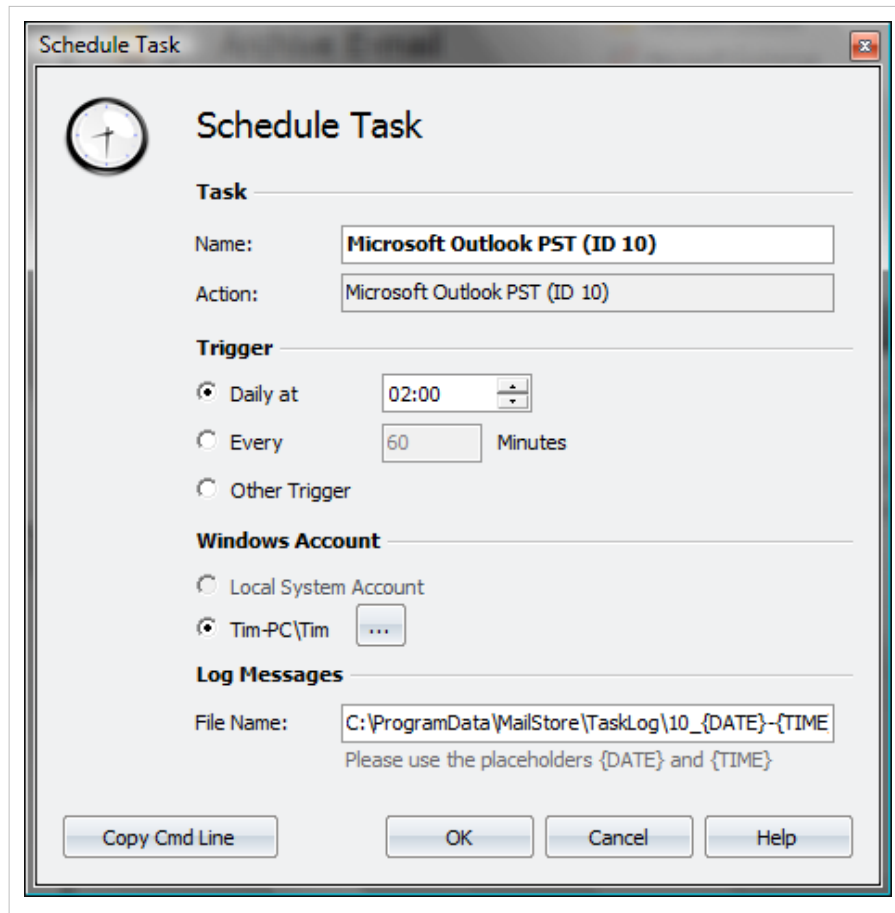 Schedule Task
Schedule Task
Task
Name: Microsoft Outlook PST (ID 10)
Action: Microsoft Outlook PST (ID 10)
Trigger
Daily at 02:00
Every 60 Minutes
Other Trigger
Windows Account
Local System Account
Tim-PC\Tim ...
Log Messages
File Name: C:\ProgramData\MailStore\TaskLog\10_{DATE}-{TIME
Please use the placeholders {DATE} and {TIME}
Copy Cmd Line OK Cancel Help